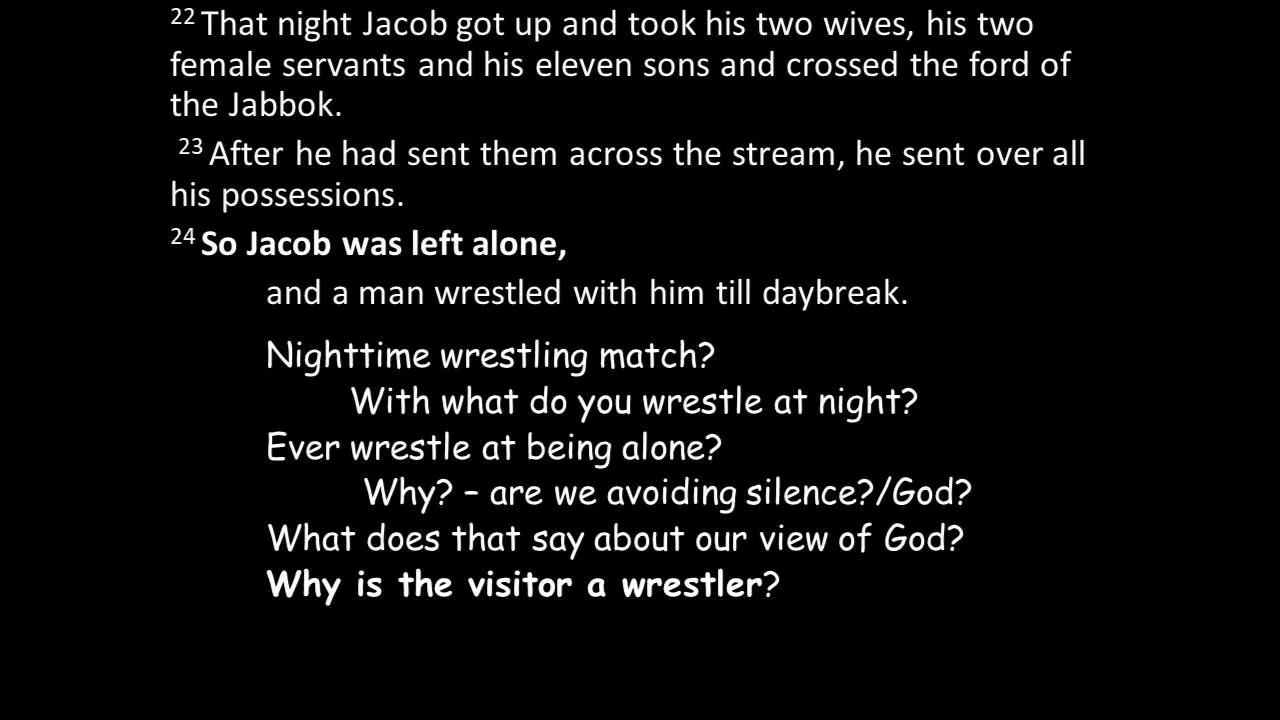 22 That night Jacob got up and took his two wives, his two
female servants and his eleven sons and crossed the ford of
the Jabbok.
23 After he had sent them across the stream, he sent over all
his possessions.
24 So Jacob was left alone,
and a man wrestled with him till daybreak.
Nighttime wrestling match?
With what do you wrestle at night?
Ever wrestle at being alone?
Why? – are we avoiding silence?/God?
What does that say about our view of God?
Why is the visitor a wrestler?